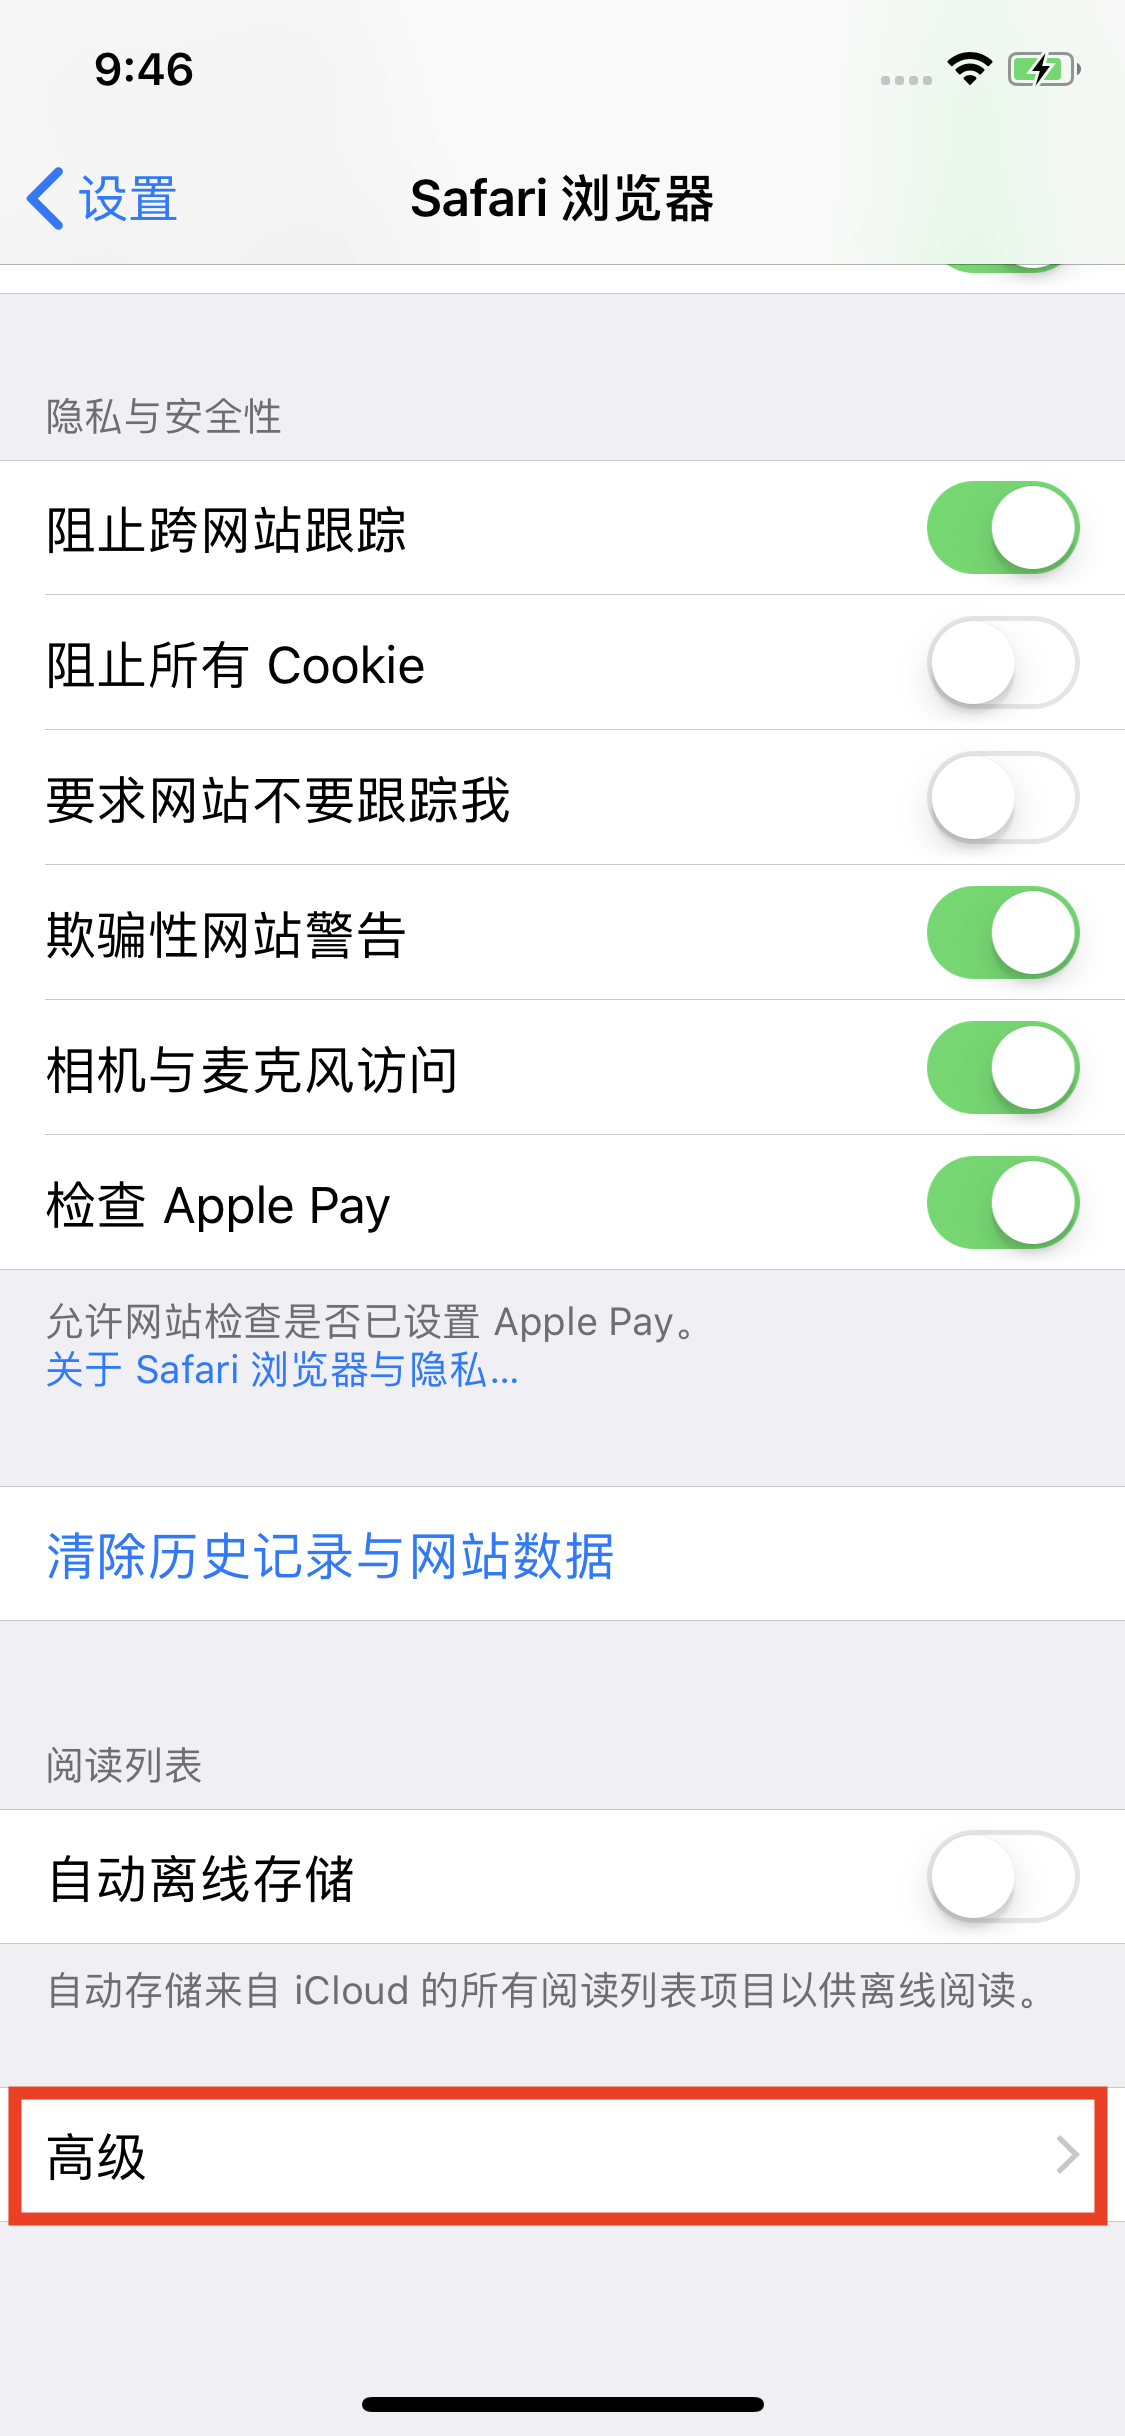 9:46
设置
Safari 浏览器
隐私与安全性
阻止跨网站跟踪
阻止所有 Cookie
要求网站不要跟踪我
欺骗性网站警告
相机与麦克风访问
检查 Apple Pay
允许网站检查是否已设置 Apple Pay。
关于 Safari 浏览器与隐私...
清除历史记录与网站数据
阅读列表
自动离线存储
自动存储来自 iCloud 的所有阅读列表项目以供离线阅读。
高级